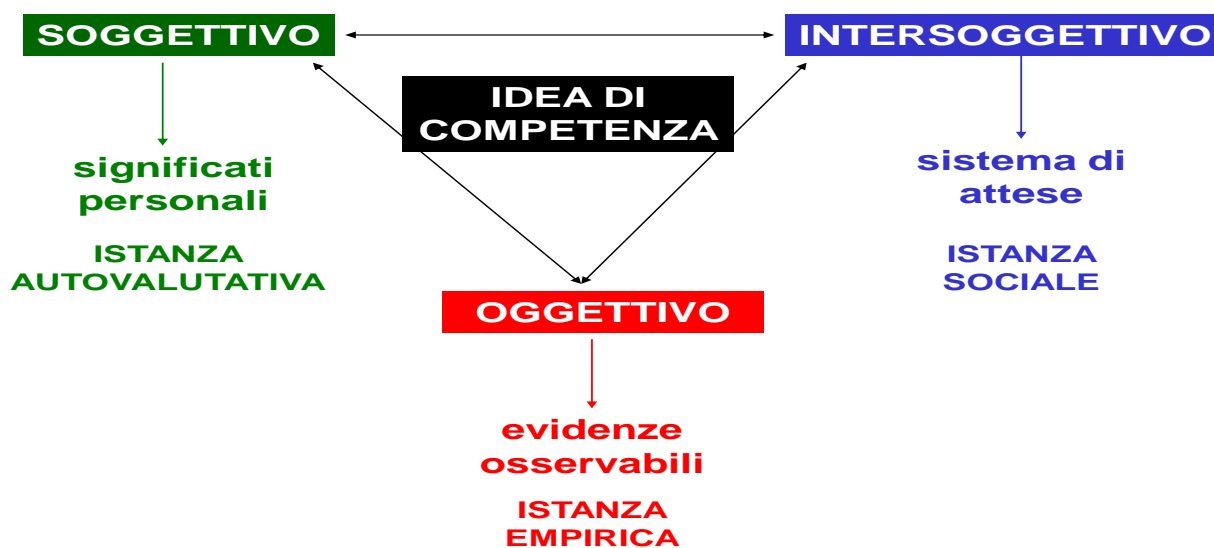 SOGGETTIVO
INTERSOGGETTIVO
IDEA DI
COMPETENZA
significati
personali
ISTANZA
AUTOVALUTATIVA
sistema di
attese
ISTANZA
SOCIALE
OGGETTIVO
evidenze
osservabili
ISTANZA
EMPIRICA